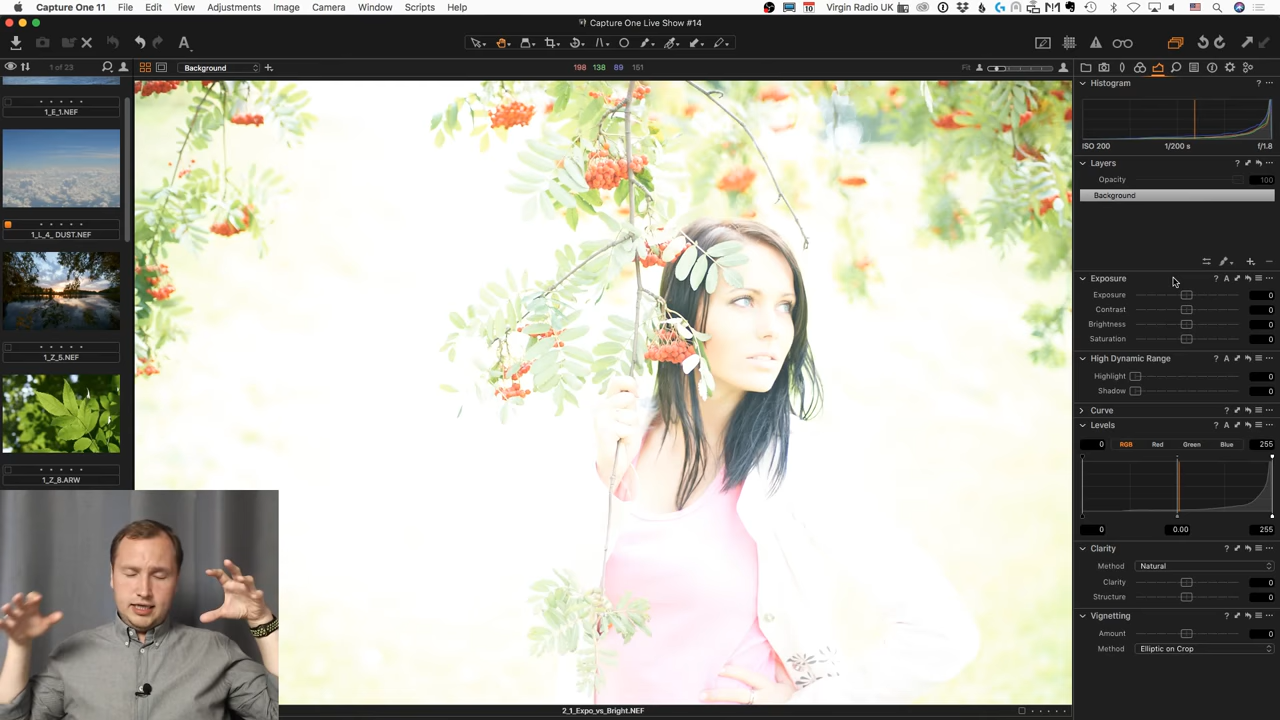 Capture One 11 File Edit View Adjustments Image Camera Window Scripts Help Virgin Radio UK
Capture One Live Show #14
1 of 23
Background
198 138 89 151
Fit
1_E_1.NEF
1_L_4_ DUST.NEF
1_Z_5.NEF
1_Z_8.ARW
2_1_Expo_vs_Bright.NEF
Histogram
ISO 200 1/200 s f/1.8
Layers
Opacity 100
Background
Exposure
Exposure 0
Contrast 0
Brightness 0
Saturation 0
High Dynamic Range
Highlight 0
Shadow 0
Curve
Levels
0 RGB Red Green Blue 255
0 0.00 255
Clarity
Method Natural
Clarity 0
Structure 0
Vignetting
Amount 0
Method Elliptic on Crop